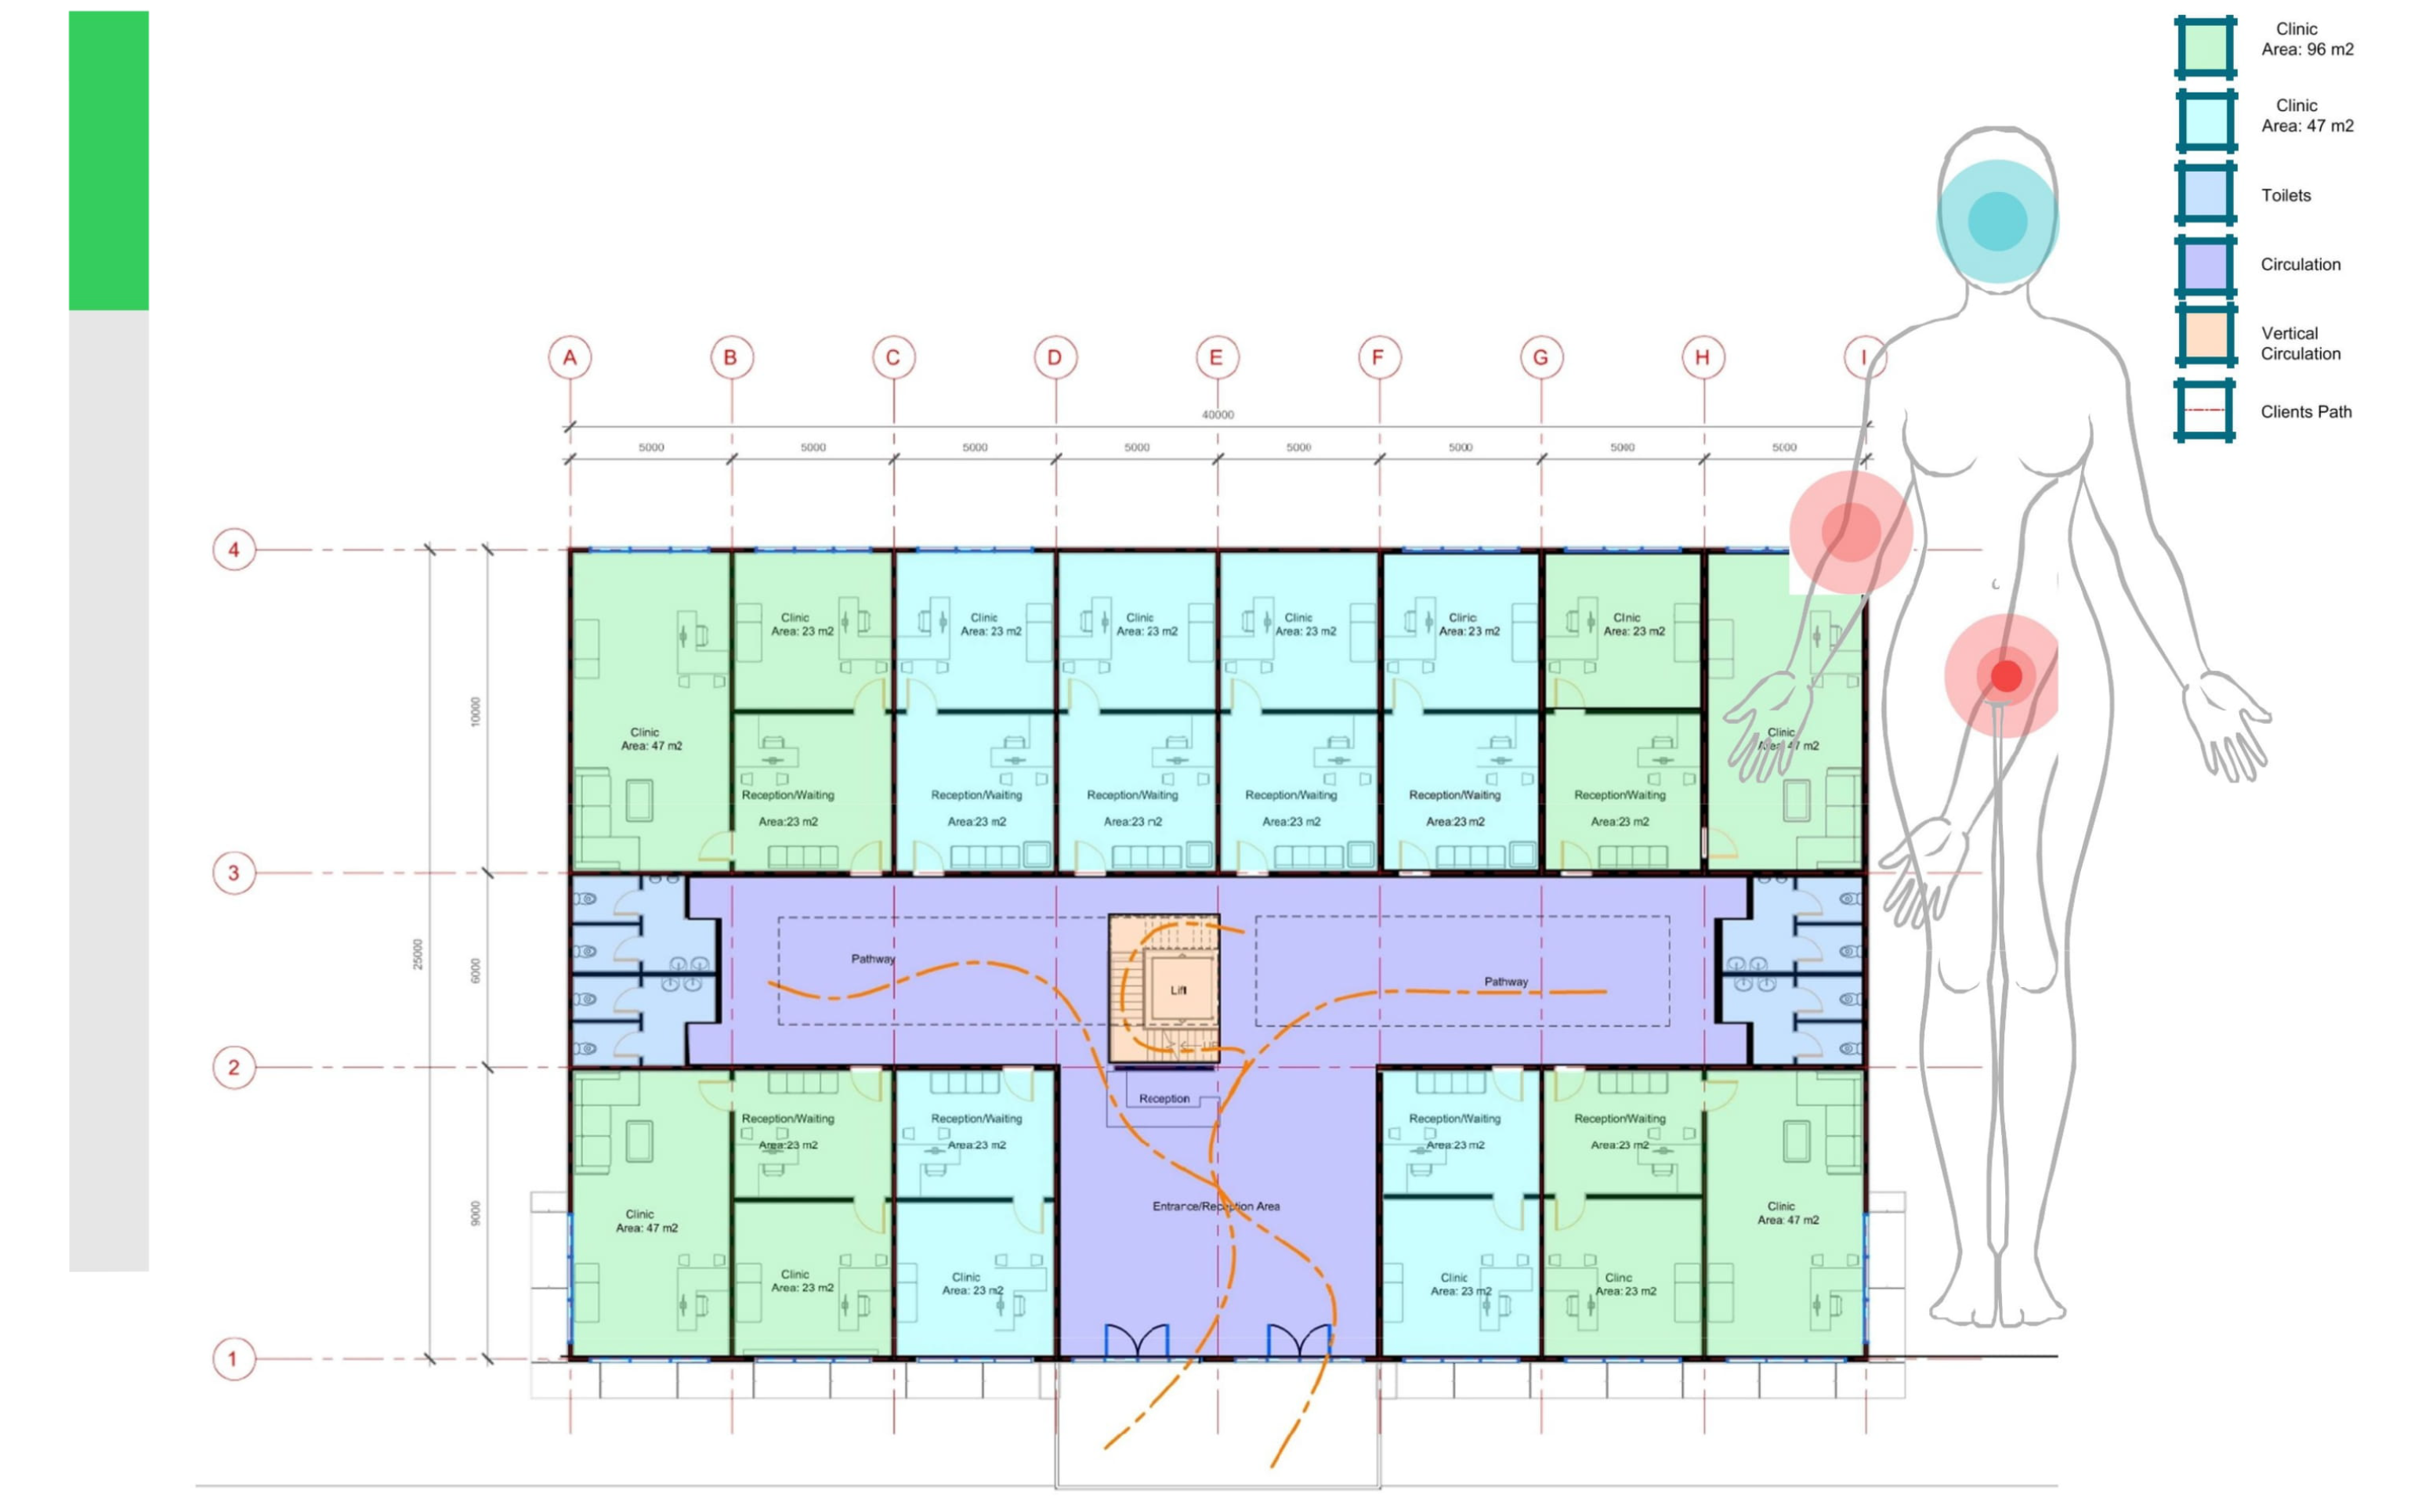 Clinic
Area: 96 m2
Clinic
Area: 47 m2
Toilets
Circulation
Vertical
Circulation
Clients Path
A B C D E F G H I
40000
5000 5000 5000 5000 5000 5000 5000 5000
4
3
2
1
25000
10000
6000
9000
Clinic
Area: 47 m2
Clinic
Area: 23 m2
Clinic
Area: 23 m2
Clinic
Area: 23 m2
Clinic
Area: 23 m2
Clinic
Area: 23 m2
Clinic
Area: 23 m2
Clinic
Area: 47 m2
Reception/Waiting
Area:23 m2
Reception/Waiting
Area:23 m2
Reception/Waiting
Area:23 m2
Reception/Waiting
Area:23 m2
Reception/Waiting
Area:23 m2
Reception/Waiting
Area:23 m2
Pathway
Lift
Pathway
Reception
Reception/Waiting
Area:23 m2
Reception/Waiting
Area:23 m2
Reception/Waiting
Area:23 m2
Reception/Waiting
Area:23 m2
Entrance/Reception Area
Clinic
Area: 47 m2
Clinic
Area: 23 m2
Clinic
Area: 23 m2
Clinic
Area: 23 m2
Clinc
Area: 23 m2
Clinic
Area: 47 m2